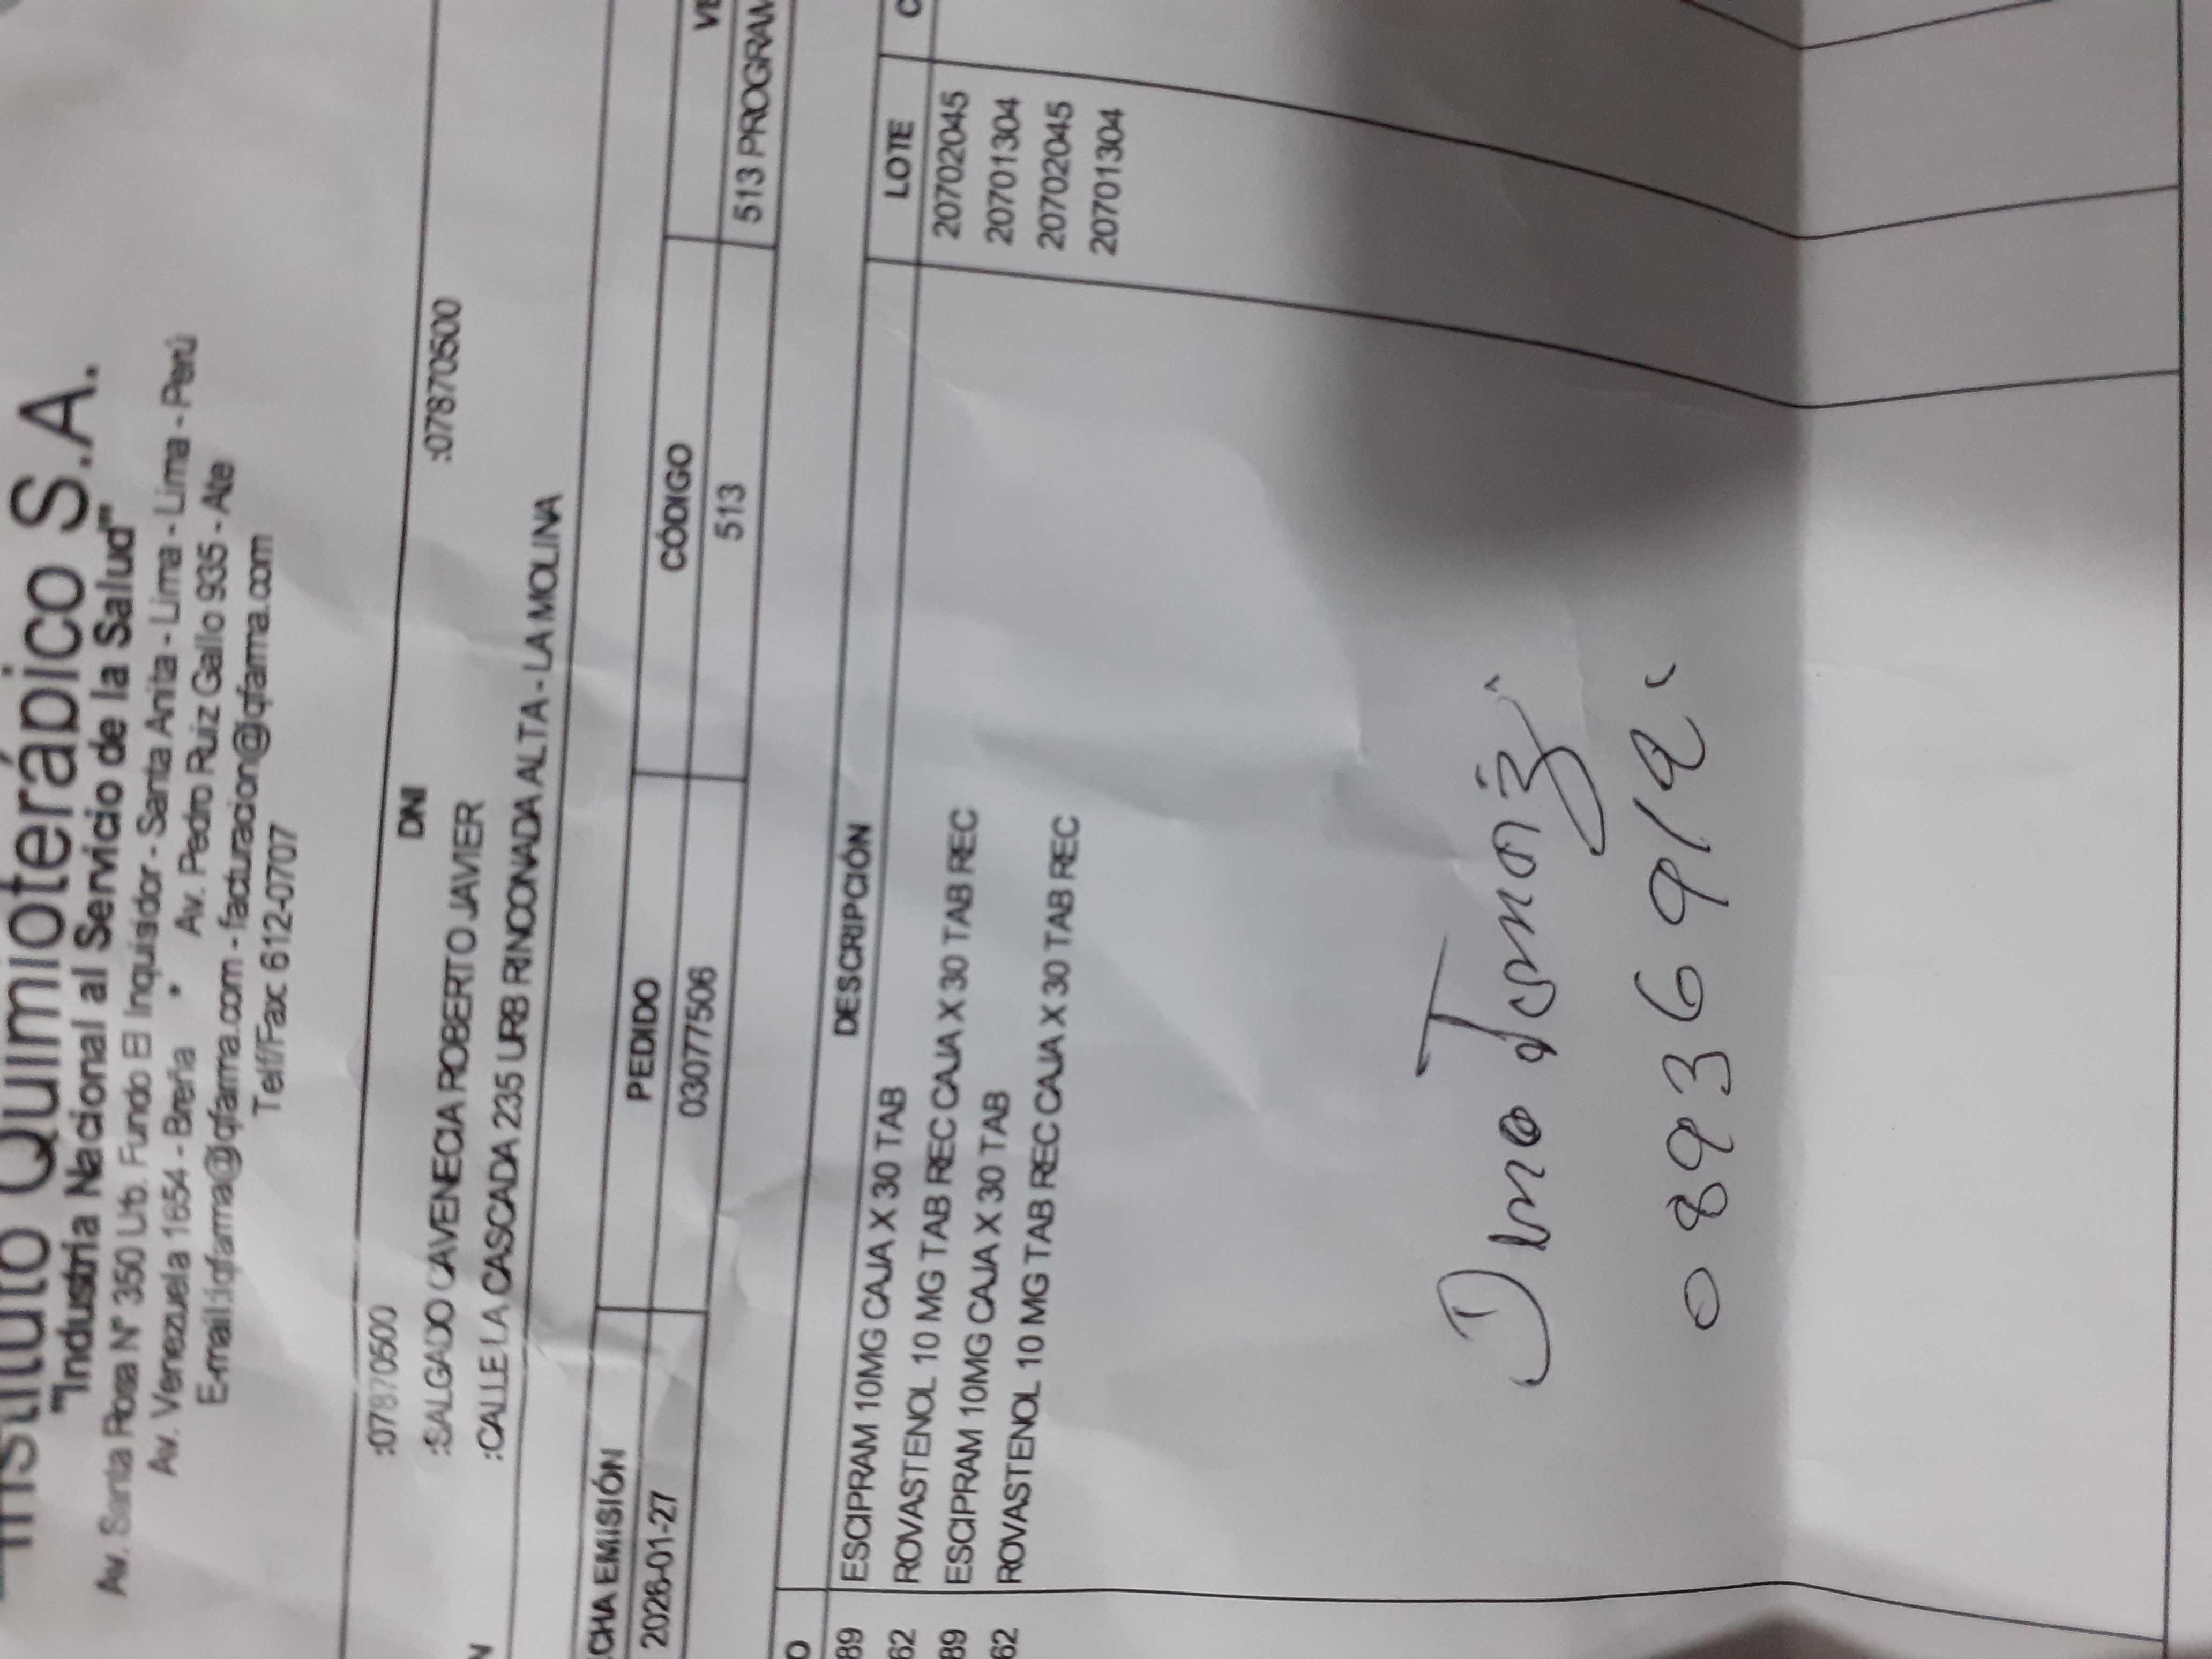 Instituto Quimioterápico S.A.
"Industria Nacional al Servicio de la Salud"
Av. Santa Rosa N° 350 Urb. Fundo El Inquisidor - Santa Anita - Lima - Lima - Perú
Av. Venezuela 1654 - Breña • Av. Pedro Ruiz Gallo 935 - Ate
E-mail:iqfarma@iqfarma.com - facturacion@iqfarma.com
Telf/Fax: 612-0707
:07870500 DNI :07870500
:SALGADO CAVENECIA ROBERTO JAVIER
:CALLE LA CASCADA 235 URB RINCONADA ALTA - LA MOLINA
CHA EMISIÓN PEDIDO CÓDIGO VE
2026-01-27 03077506 513 513 PROGRAM
O DESCRIPCIÓN LOTE C
89 ESCIPRAM 10MG CAJA X 30 TAB 20702045
62 ROVASTENOL 10 MG TAB REC CAJA X 30 TAB REC 20701304
89 ESCIPRAM 10MG CAJA X 30 TAB 20702045
62 ROVASTENOL 10 MG TAB REC CAJA X 30 TAB REC 20701304